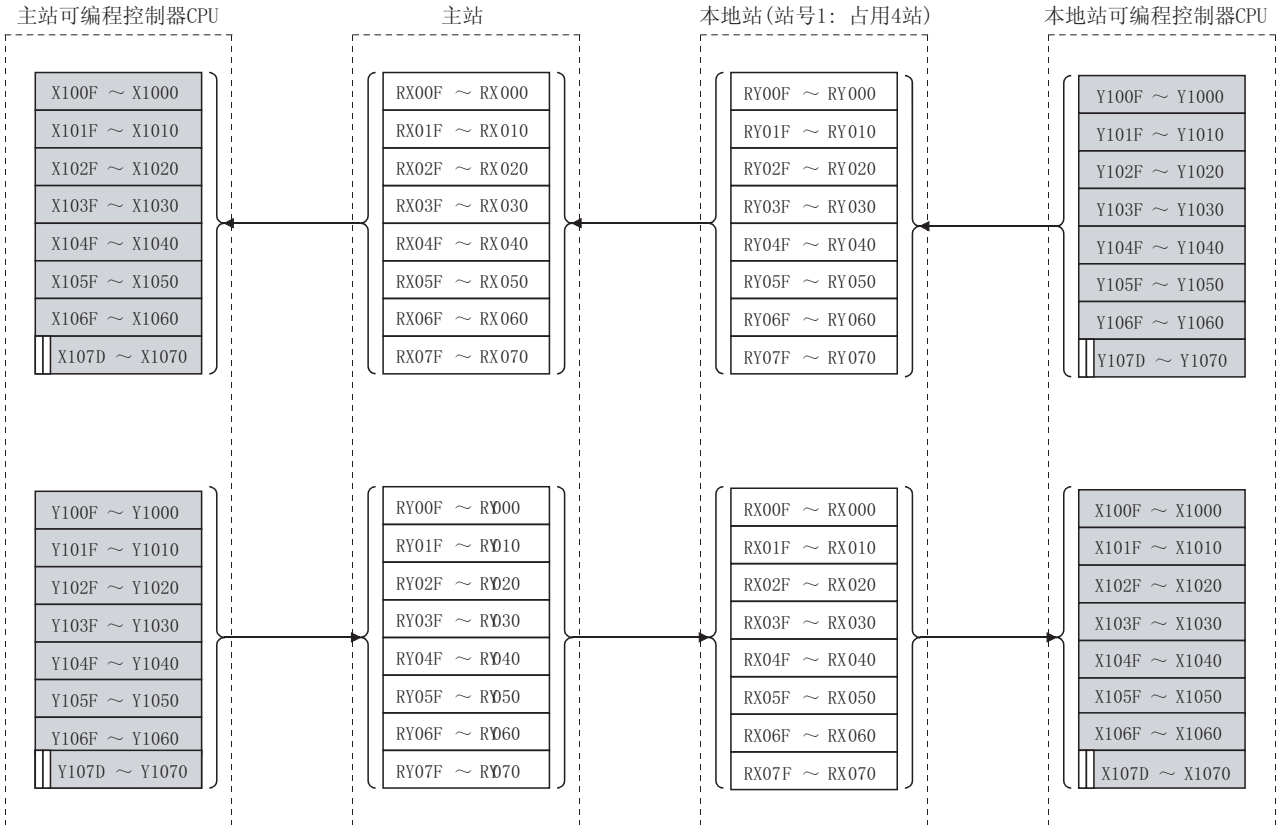 主站可编程控制器CPU
主站
本地站(站号1: 占用4站)
本地站可编程控制器CPU
X100F ～ X1000
X101F ～ X1010
X102F ～ X1020
X103F ～ X1030
X104F ～ X1040
X105F ～ X1050
X106F ～ X1060
X107D ～ X1070
RX00F ～ RX000
RX01F ～ RX010
RX02F ～ RX020
RX03F ～ RX030
RX04F ～ RX040
RX05F ～ RX050
RX06F ～ RX060
RX07F ～ RX070
RY00F ～ RY000
RY01F ～ RY010
RY02F ～ RY020
RY03F ～ RY030
RY04F ～ RY040
RY05F ～ RY050
RY06F ～ RY060
RY07F ～ RY070
Y100F ～ Y1000
Y101F ～ Y1010
Y102F ～ Y1020
Y103F ～ Y1030
Y104F ～ Y1040
Y105F ～ Y1050
Y106F ～ Y1060
Y107D ～ Y1070
Y100F ～ Y1000
Y101F ～ Y1010
Y102F ～ Y1020
Y103F ～ Y1030
Y104F ～ Y1040
Y105F ～ Y1050
Y106F ～ Y1060
Y107D ～ Y1070
RY00F ～ RY000
RY01F ～ RY010
RY02F ～ RY020
RY03F ～ RY030
RY04F ～ RY040
RY05F ～ RY050
RY06F ～ RY060
RY07F ～ RY070
RX00F ～ RX000
RX01F ～ RX010
RX02F ～ RX020
RX03F ～ RX030
RX04F ～ RX040
RX05F ～ RX050
RX06F ～ RX060
RX07F ～ RX070
X100F ～ X1000
X101F ～ X1010
X102F ～ X1020
X103F ～ X1030
X104F ～ X1040
X105F ～ X1050
X106F ～ X1060
X107D ～ X1070